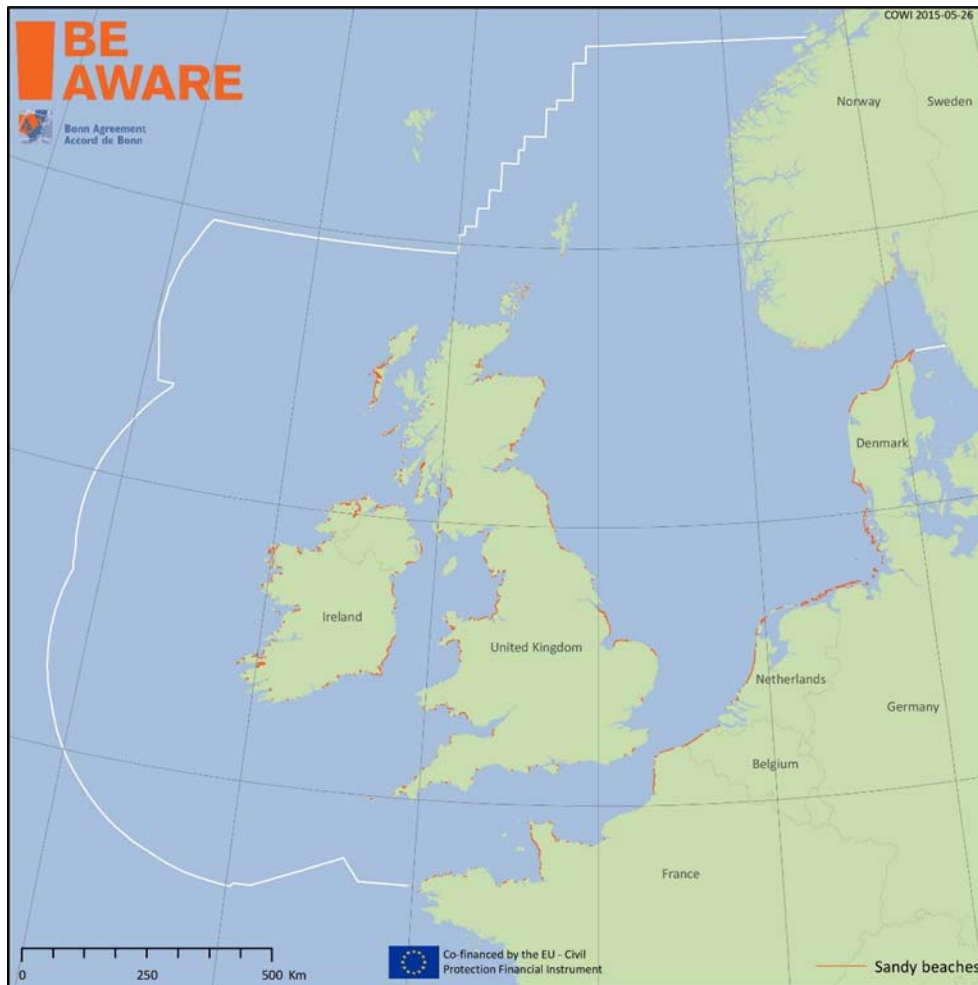 COWI 2015-05-26
BE
AWARE
Bonn Agreement
Accord de Bonn
Norway
Sweden
Denmark
Ireland
United Kingdom
Netherlands
Germany
Belgium
France
0
250
500 Km
Co-financed by the EU - Civil
Protection Financial Instrument
Sandy beaches